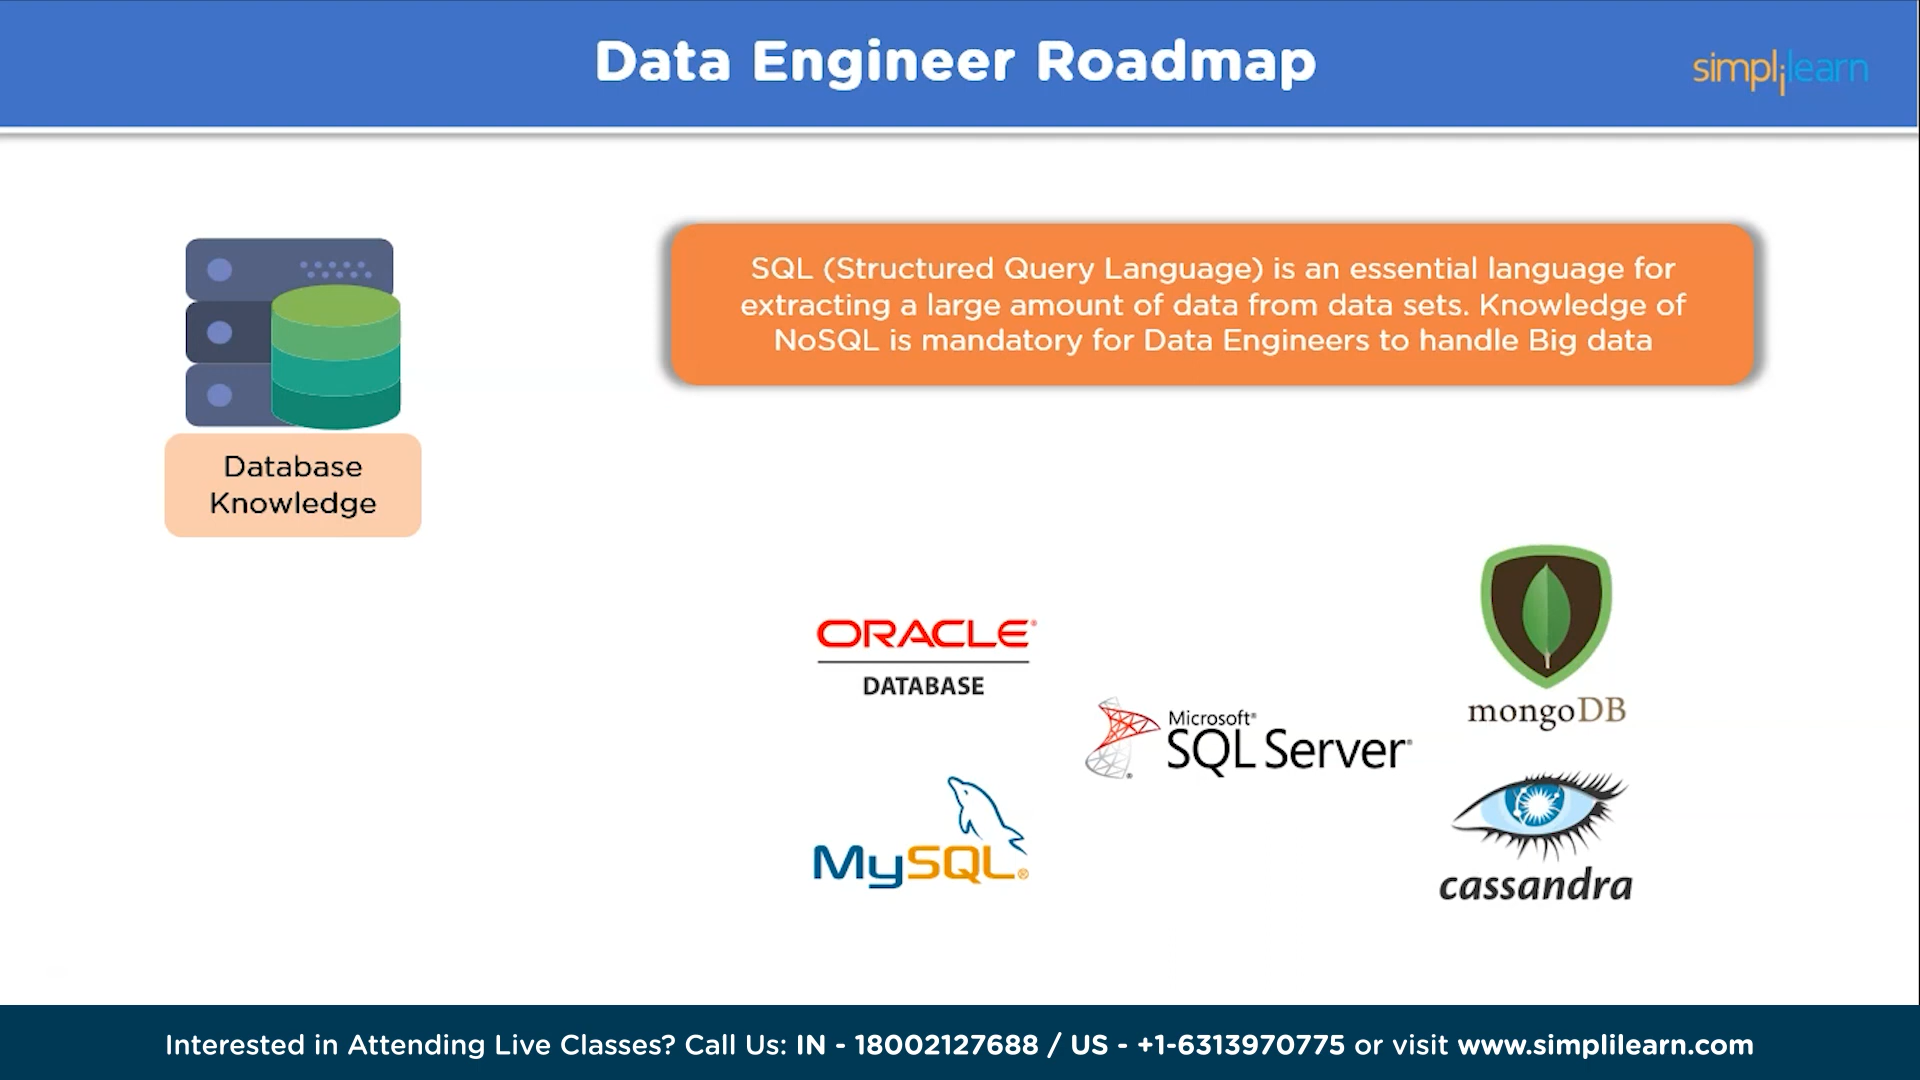 Data Engineer Roadmap
simplilearn
SQL (Structured Query Language) is an essential language for
extracting a large amount of data from data sets. Knowledge of
NoSQL is mandatory for Data Engineers to handle Big data
Database
Knowledge
ORACLE®
DATABASE
Microsoft®
SQL Server®
mongoDB
MySQL®
cassandra
Interested in Attending Live Classes? Call Us: IN - 18002127688 / US - +1-6313970775 or visit www.simplilearn.com